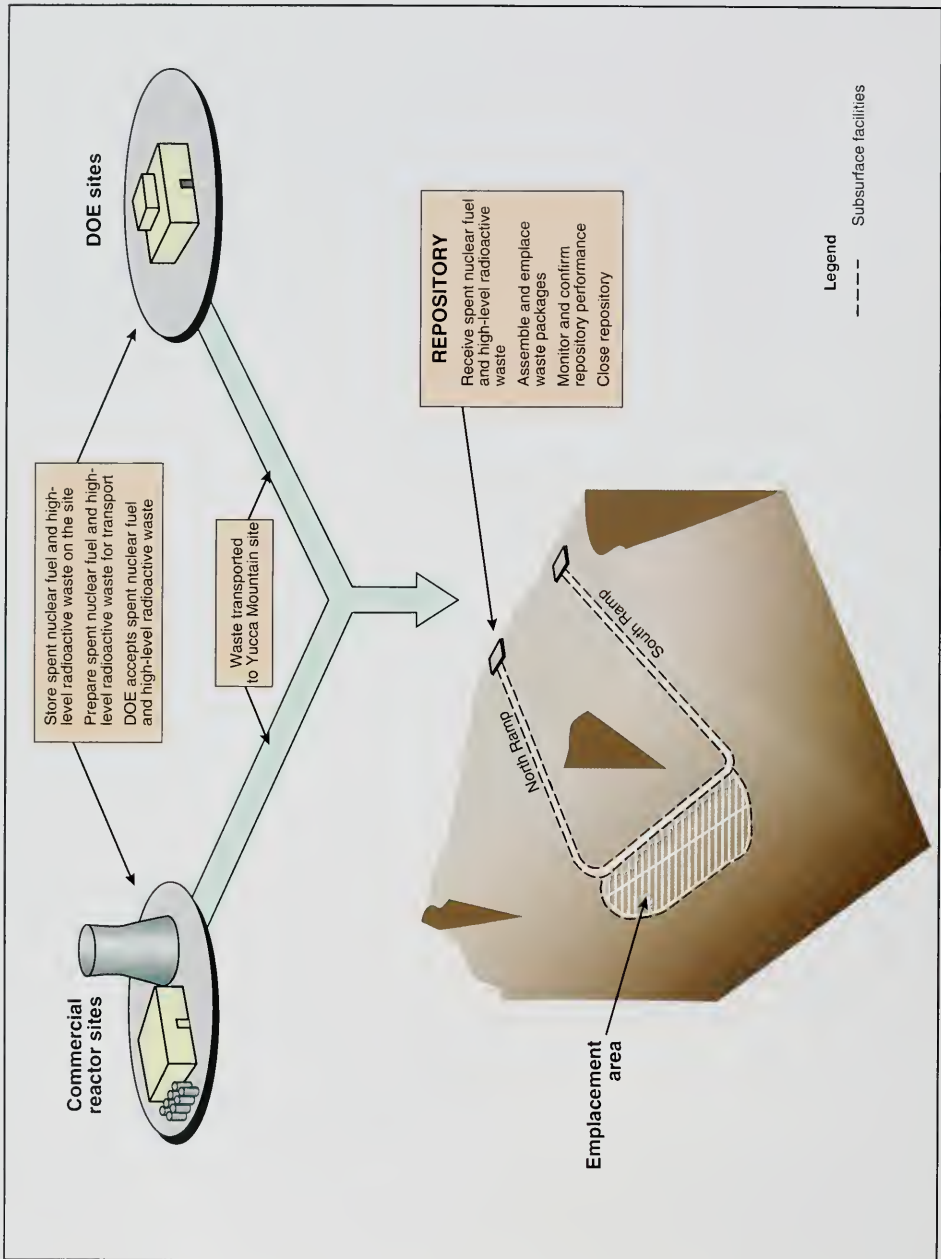 Commercial
reactor sites
Store spent nuclear fuel and high-
level radioactive waste on the site
Prepare spent nuclear fuel and high-
level radioactive waste for transport
DOE accepts spent nuclear fuel
and high-level radioactive waste
DOE sites
Waste transported
to Yucca Mountain site
REPOSITORY
Receive spent nuclear fuel
and high-level radioactive
waste
Assemble and emplace
waste packages
Monitor and confirm
repository performance
Close repository
North Ramp
South Ramp
Emplacement
area
Legend
Subsurface facilities